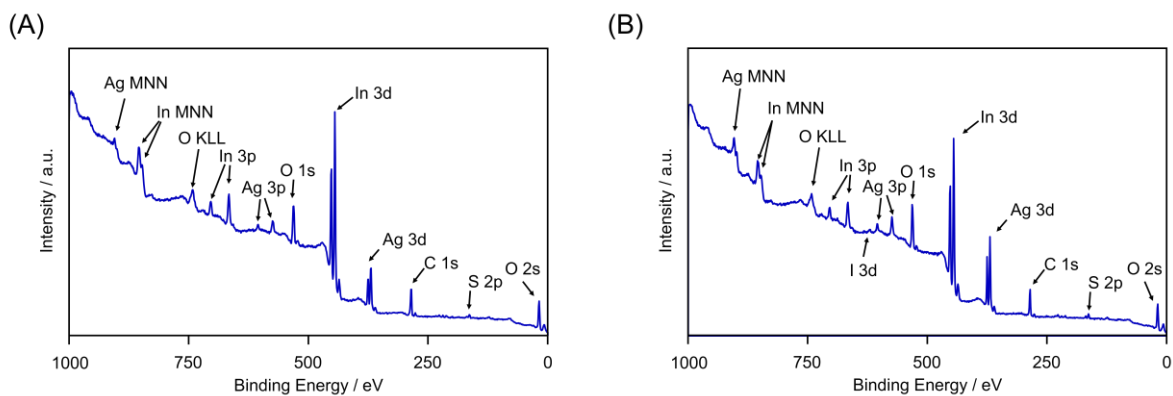 (A)
Ag MNN
In MNN
O KLL
In 3p
Ag 3p
O 1s
In 3d
Ag 3d
C 1s
S 2p
O 2s
Intensity / a.u.
1000
750
500
250
0
Binding Energy / eV
(B)
Ag MNN
In MNN
O KLL
In 3p
Ag 3p
O 1s
In 3d
I 3d
Ag 3d
C 1s
S 2p
O 2s
Intensity / a.u.
1000
750
500
250
0
Binding Energy / eV